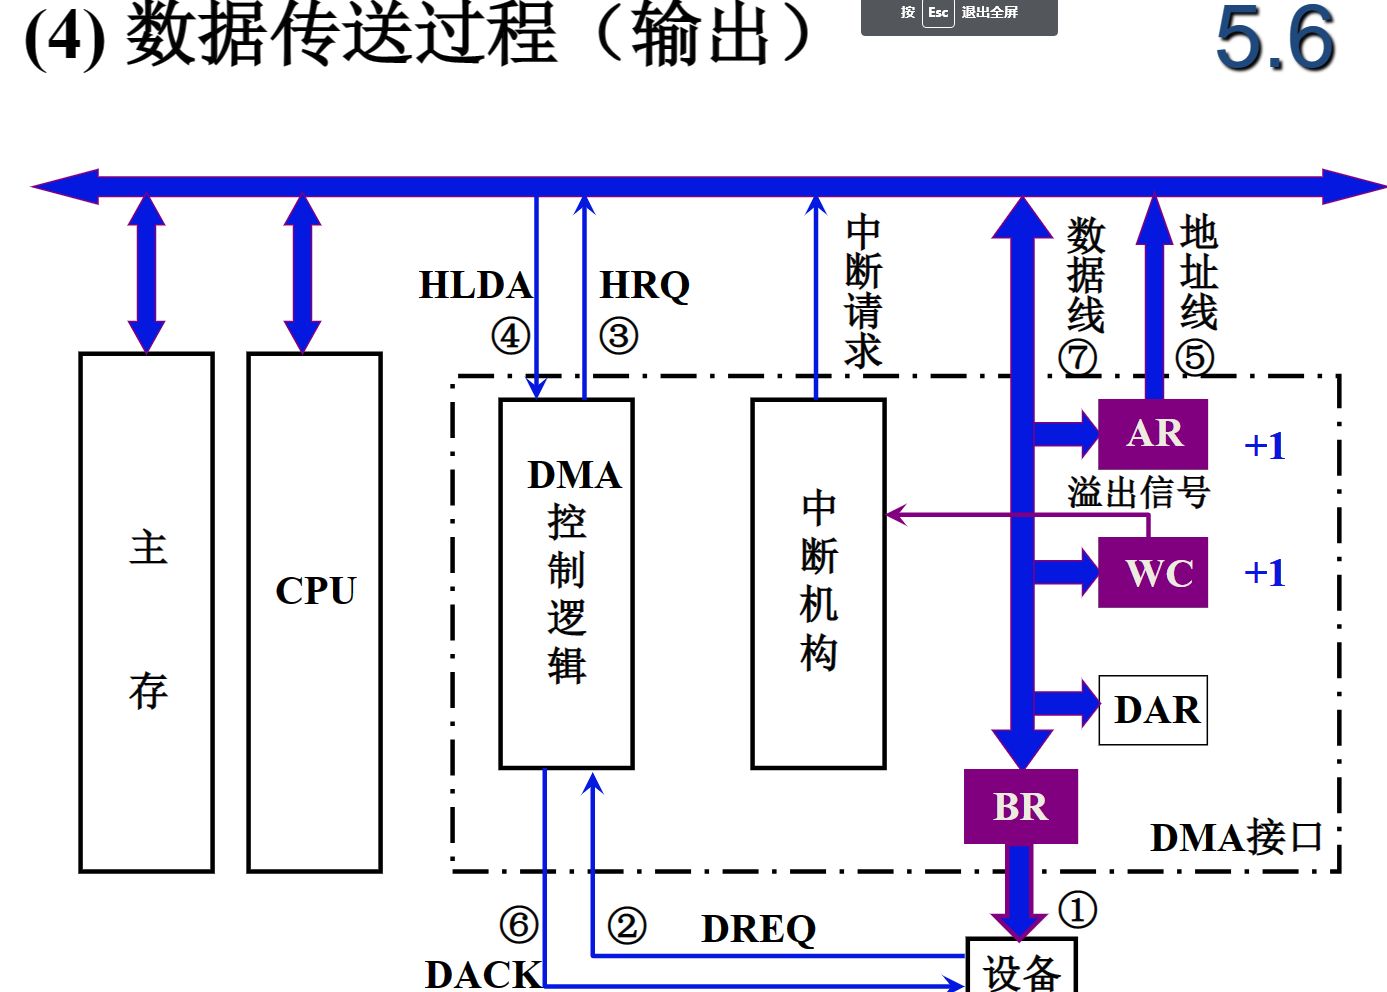 (4) 数据传送过程（输出）
按 Esc 退出全屏
5.6
HLDA
④
HRQ
③
中断请求
数据线
⑦
地址线
⑤
主存
CPU
DMA
控制逻辑
中断机构
AR
+1
溢出信号
WC
+1
DAR
BR
DMA接口
⑥
②
DREQ
①
DACK
设备